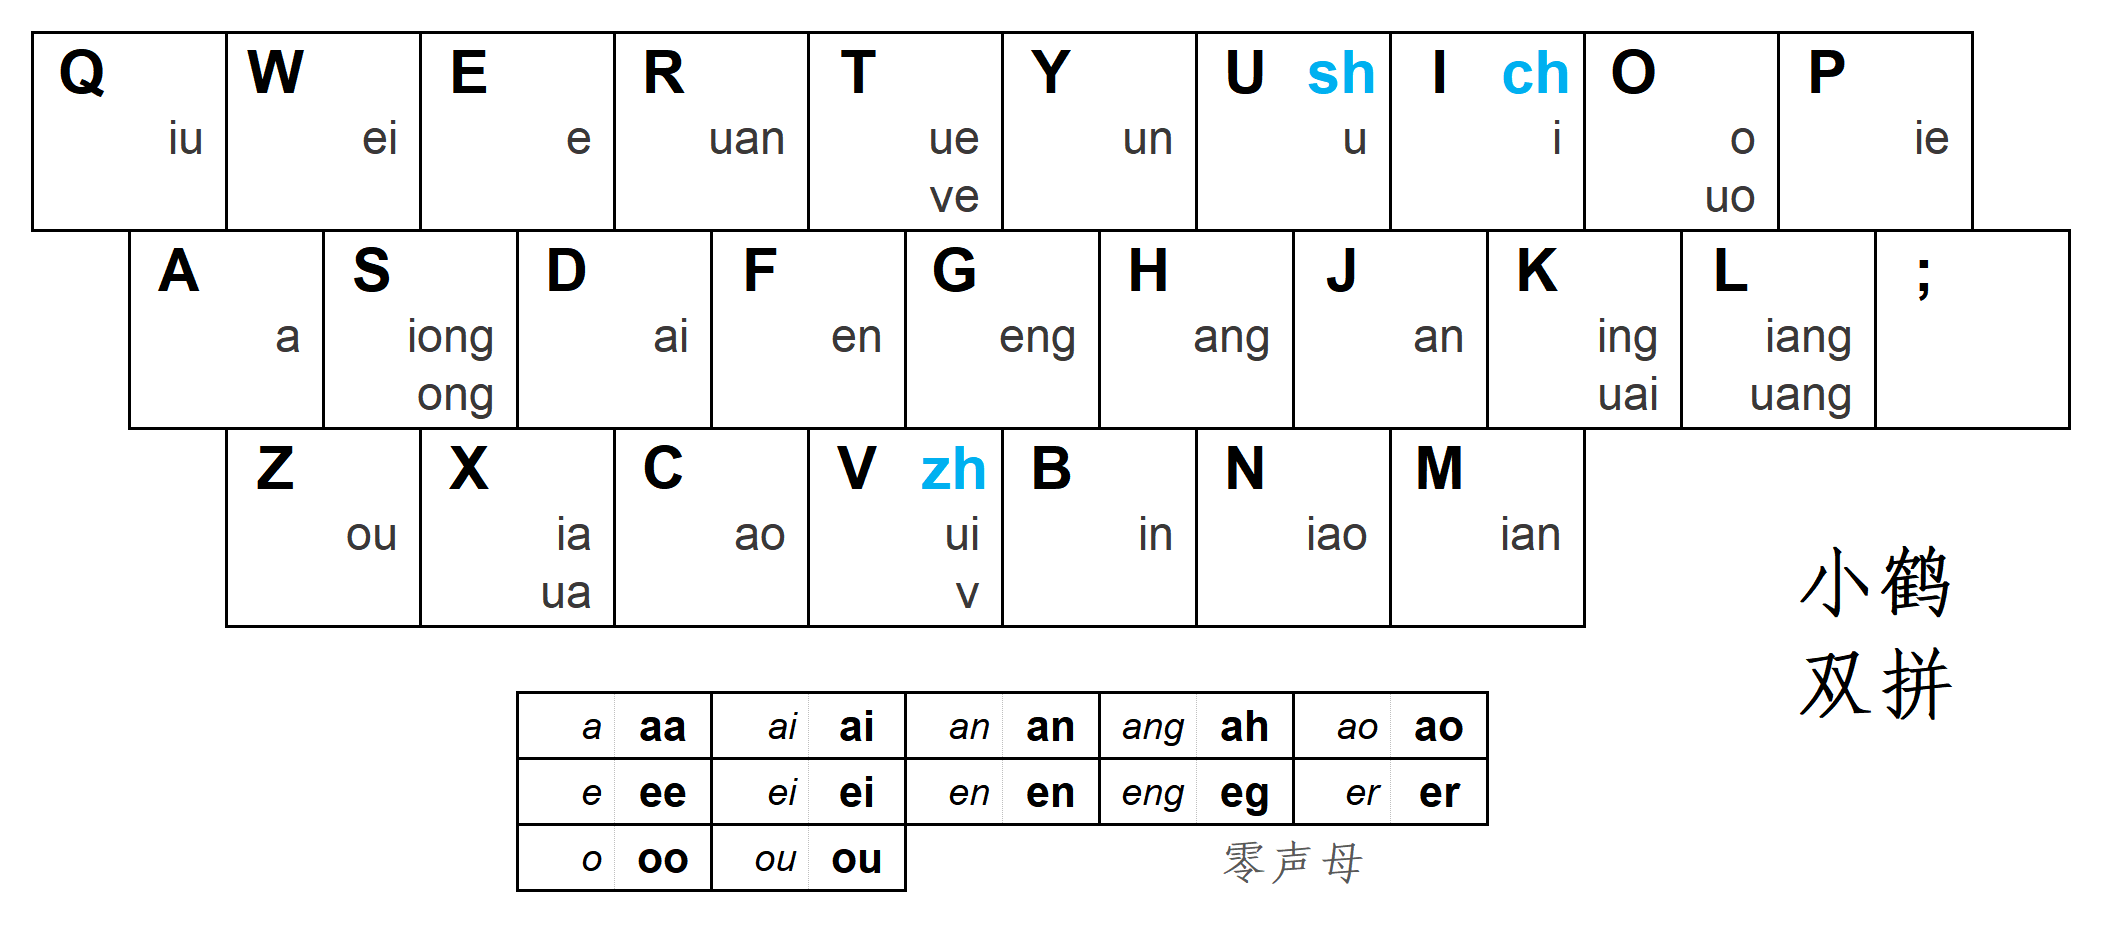 Q W E R T Y U sh I ch O P
iu ei e uan ue un u i o ie
ve uo
A S D F G H J K L ;
a iong ai en eng ang an ing iang
ong uai uang
Z X C V zh B N M
ou ia ao ui in iao ian
ua v
小鹤
双拼
a aa ai ai an an ang ah ao ao
e ee ei ei en en eng eg er er
o oo ou ou
零声母